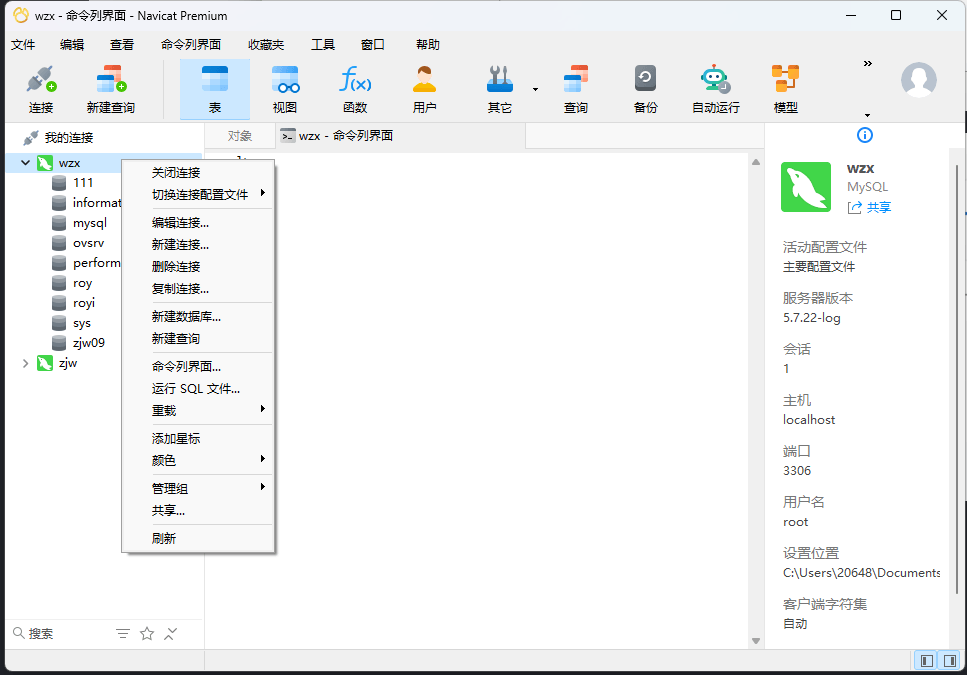 wzx - 命令列界面 - Navicat Premium
文件 编辑 查看 命令列界面 收藏夹 工具 窗口 帮助
连接 新建查询 表 视图 函数 用户 其它 查询 备份 自动运行 模型
我的连接
wzx
111
informat
mysql
ovsrv
perform
roy
royi
sys
zjw09
zjw
搜索
关闭连接
切换连接配置文件
编辑连接...
新建连接...
删除连接
复制连接...
新建数据库...
新建查询
命令列界面...
运行 SQL 文件...
重载
添加星标
颜色
管理组
共享...
刷新
对象 wzx - 命令列界面
wzx
MySQL
共享
活动配置文件
主要配置文件
服务器版本
5.7.22-log
会话
1
主机
localhost
端口
3306
用户名
root
设置位置
C:\Users\20648\Documents
客户端字符集
自动